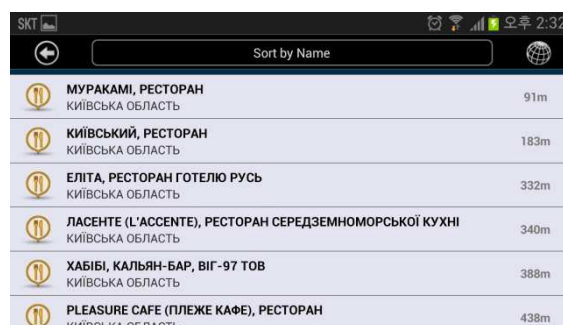 SKT 오후 2:32
Sort by Name
МУРАКАМІ, РЕСТОРАН
КИЇВСЬКА ОБЛАСТЬ
91m
КИЇВСЬКИЙ, РЕСТОРАН
КИЇВСЬКА ОБЛАСТЬ
183m
ЕЛІТА, РЕСТОРАН ГОТЕЛЮ РУСЬ
КИЇВСЬКА ОБЛАСТЬ
332m
ЛАСЕНТЕ (L'ACCENTE), РЕСТОРАН СЕРЕДЗЕМНОМОРСЬКОЇ КУХНІ
КИЇВСЬКА ОБЛАСТЬ
340m
ХАБІБІ, КАЛЬЯН-БАР, ВІГ-97 ТОВ
КИЇВСЬКА ОБЛАСТЬ
388m
PLEASURE CAFE (ПЛЕЖЕ КАФЕ), РЕСТОРАН
КИЇВСЬКА ОБЛАСТЬ
438m